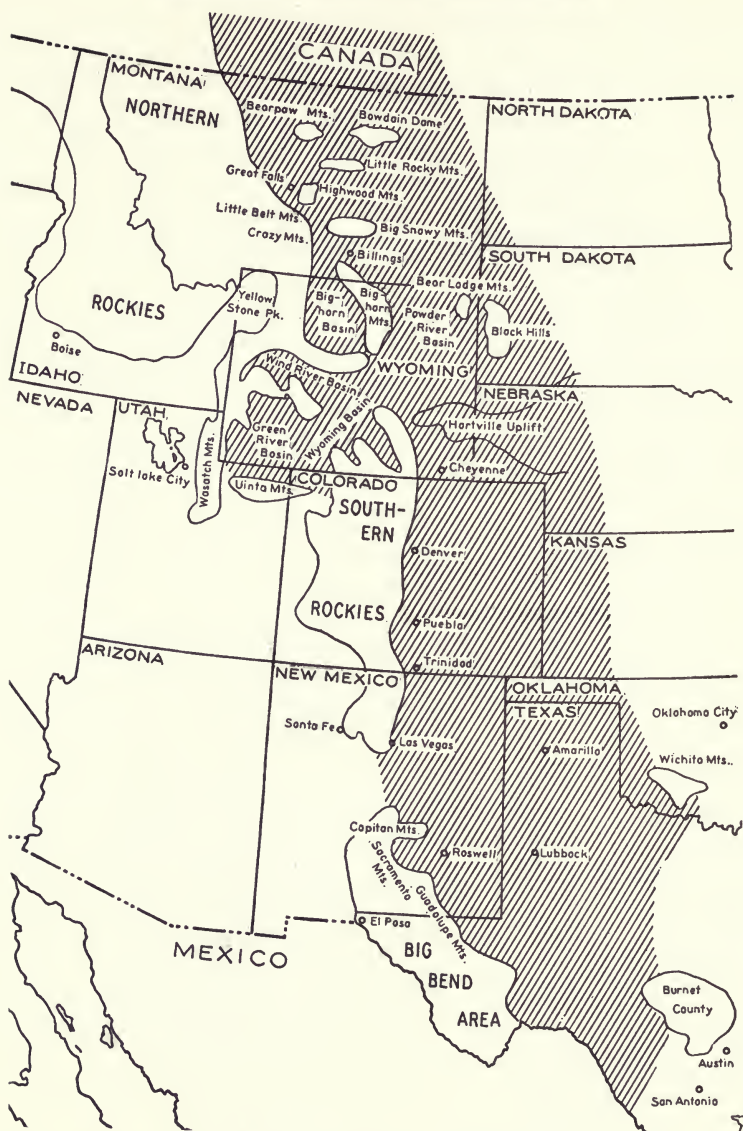 CANADA
MONTANA
NORTHERN
NORTH DAKOTA
Bearpaw Mts.
Bowdoin Dome
Little Rocky Mts.
Great Falls
Highwood Mts.
Little Belt Mts.
Crazy Mts.
Big Snowy Mts.
SOUTH DAKOTA
Billings
Bear Lodge Mts.
ROCKIES
Yellow
Stone Pk.
Big-
horn
Basin
Big
horn
Mts.
Powder
River
Basin
Black Hills
Boise
IDAHO
Wind River Basin
WYOMING
NEVADA
UTAH
NEBRASKA
Green
River
Basin
Wyoming Basin
Hartville Uplift
Salt lake City
Wasatch Mts.
Cheyenne
Uinta Mts.
COLORADO
SOUTH-
ERN
KANSAS
Denver
ROCKIES
Pueblo
ARIZONA
Trinidad
NEW MEXICO
OKLAHOMA
TEXAS
Oklahoma City
Santa Fe
Las Vegas
Amarillo
Wichita Mts..
Capitan Mts.
Sacramento
Mts.
Guadalupe Mts.
Roswell
Lubbock
El Paso
MEXICO
BIG
BEND
AREA
Burnet
County
Austin
San Antonio